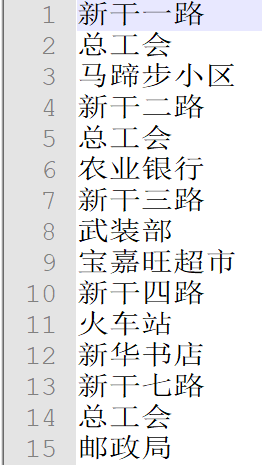 1 新干一路
2 总工会
3 马蹄步小区
4 新干二路
5 总工会
6 农业银行
7 新干三路
8 武装部
9 宝嘉旺超市
10 新干四路
11 火车站
12 新华书店
13 新干七路
14 总工会
15 邮政局